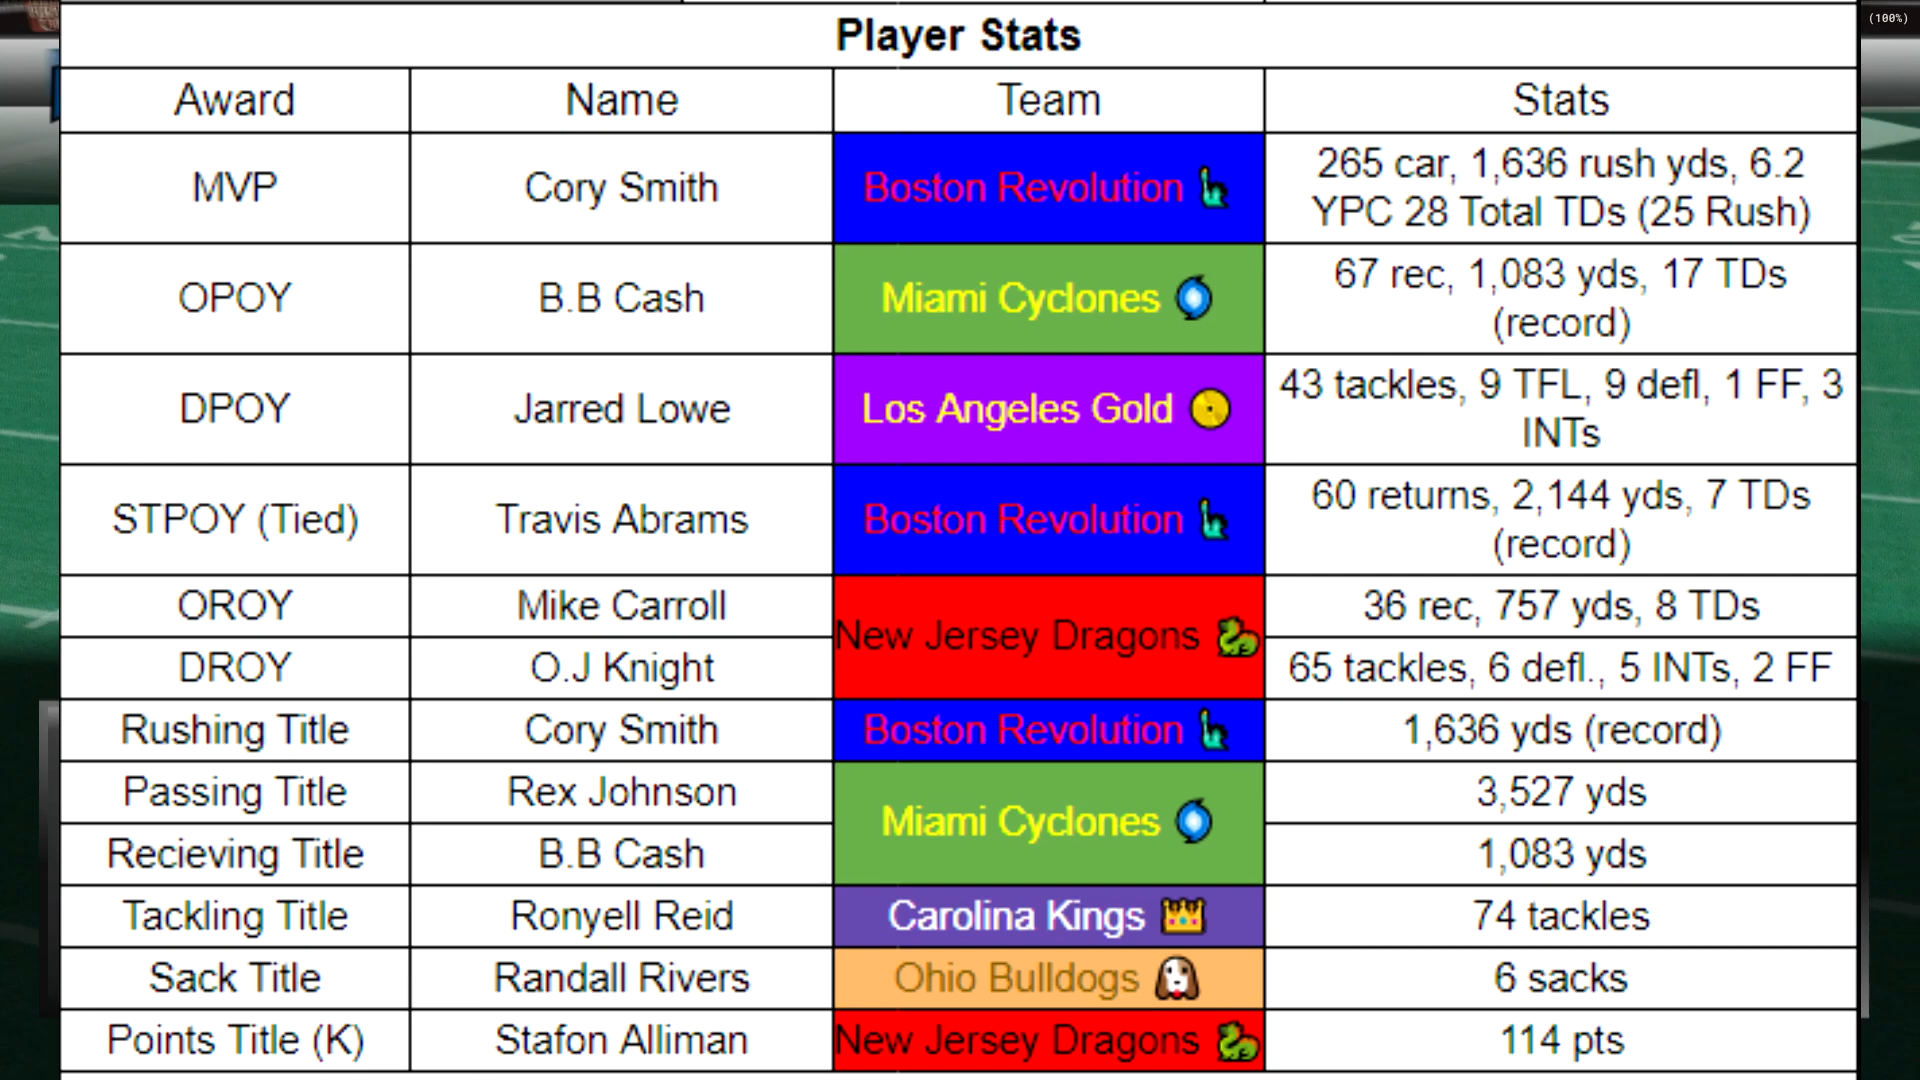 (100%)
Player Stats
Award Name Team Stats
MVP Cory Smith Boston Revolution 265 car, 1,636 rush yds, 6.2
YPC 28 Total TDs (25 Rush)
OPOY B.B Cash Miami Cyclones 67 rec, 1,083 yds, 17 TDs
(record)
DPOY Jarred Lowe Los Angeles Gold 43 tackles, 9 TFL, 9 defl, 1 FF, 3
INTs
STPOY (Tied) Travis Abrams Boston Revolution 60 returns, 2,144 yds, 7 TDs
(record)
OROY Mike Carroll New Jersey Dragons 36 rec, 757 yds, 8 TDs
DROY O.J Knight 65 tackles, 6 defl., 5 INTs, 2 FF
Rushing Title Cory Smith Boston Revolution 1,636 yds (record)
Passing Title Rex Johnson Miami Cyclones 3,527 yds
Recieving Title B.B Cash 1,083 yds
Tackling Title Ronyell Reid Carolina Kings 74 tackles
Sack Title Randall Rivers Ohio Bulldogs 6 sacks
Points Title (K) Stafon Alliman New Jersey Dragons 114 pts